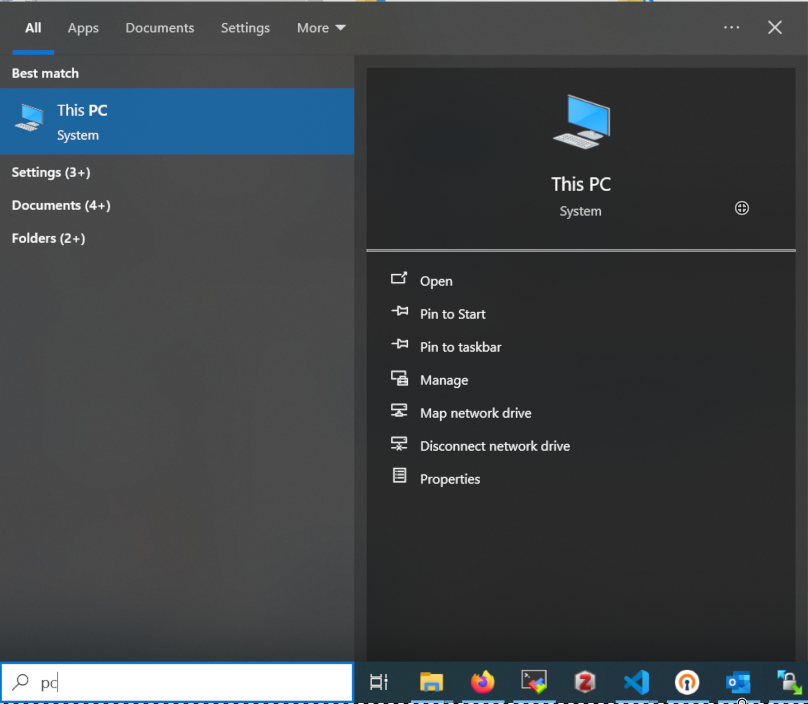 All Apps Documents Settings More
Best match
This PC
System
Settings (3+)
Documents (4+)
Folders (2+)
This PC
System
Open
Pin to Start
Pin to taskbar
Manage
Map network drive
Disconnect network drive
Properties
pc